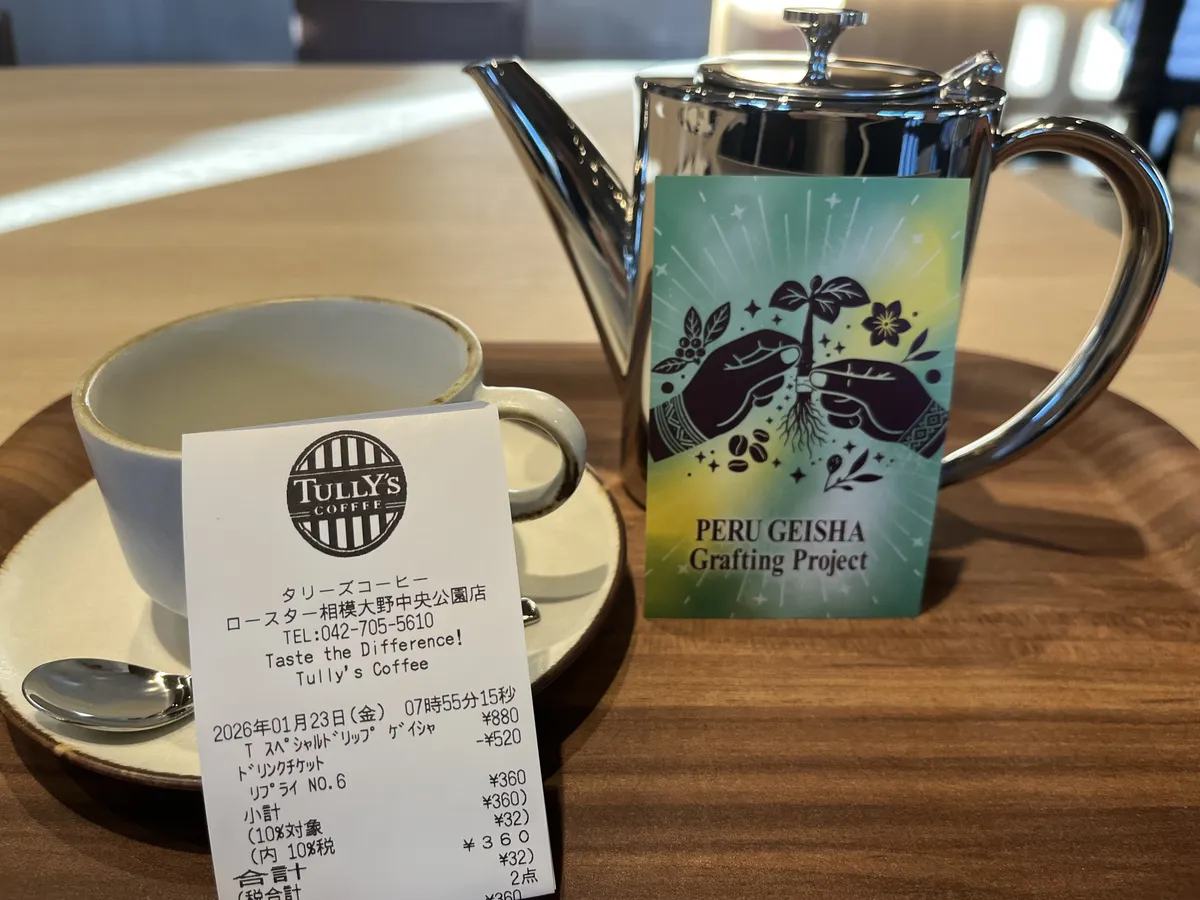 TULLY'S
COFFEE
タリーズコーヒー
ロースター相模大野中央公園店
TEL:042-705-5610
Taste the Difference!
Tully's Coffee
2026年01月23日(金) 07時55分15秒
T スペシャルドリップ ゲイシャ ¥880
ドリンクチケット -¥520
リプライ NO.6
小計 ¥360
(10%対象 ¥360)
(内 10%税 ¥32)
合計 ¥360
(税合計 ¥32)
2点
¥360
PERU GEISHA
Grafting Project